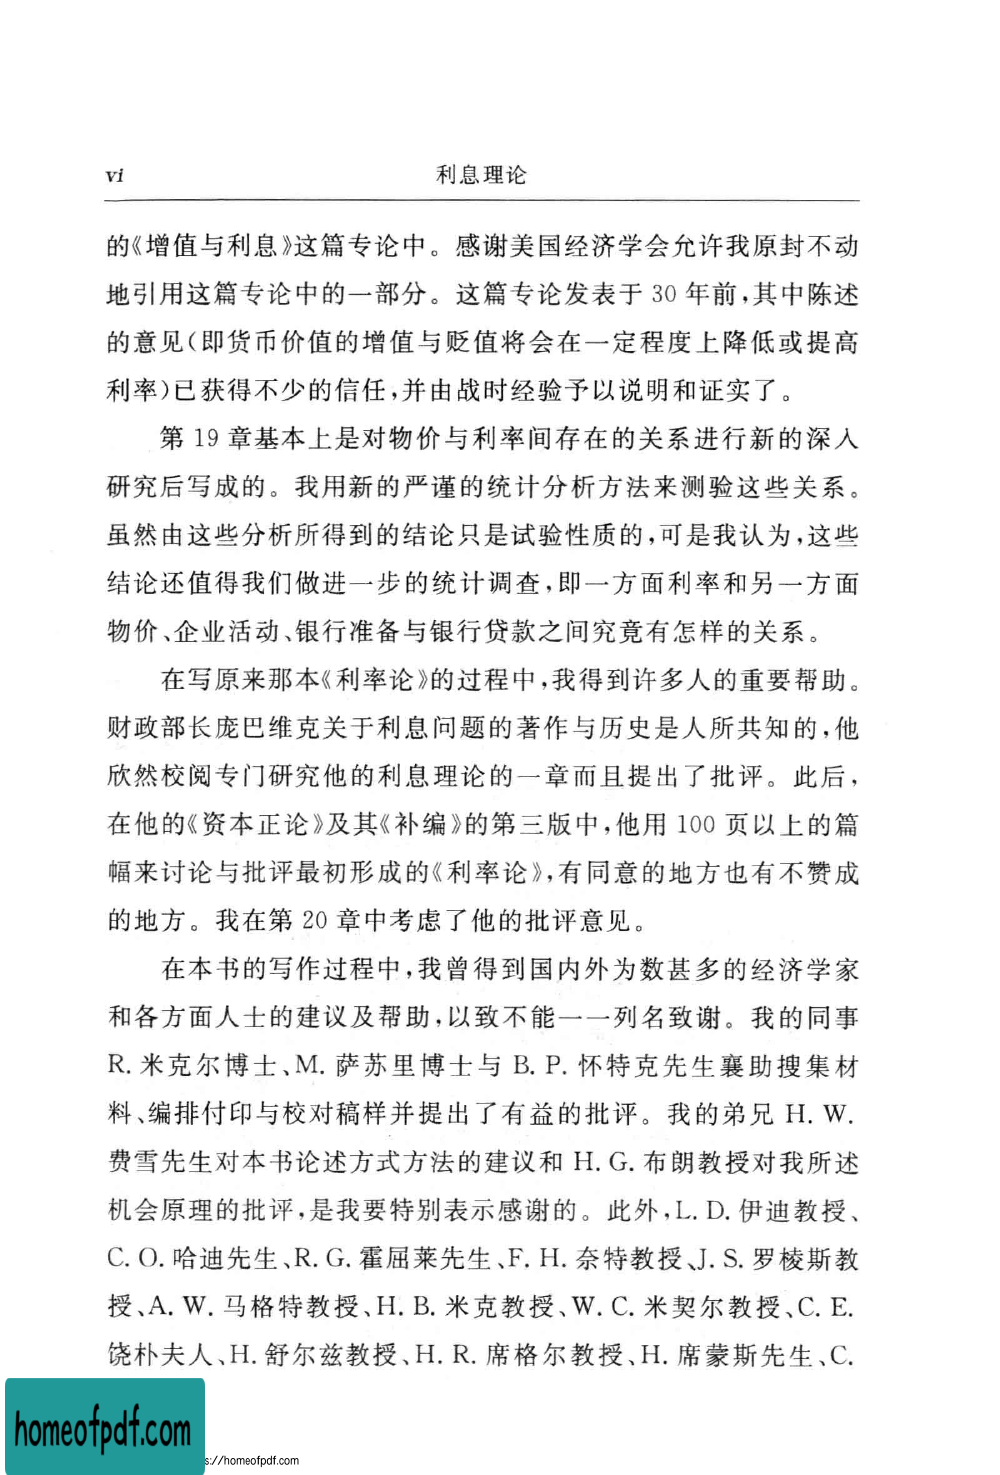 vi
利息理论
的《增值与利息》这篇专论中。感谢美国经济学会允许我原封不动
地引用这篇专论中的一部分。这篇专论发表于 30 年前,其中陈述
的意见(即货币价值的增值与贬值将会在一定程度上降低或提高
利率)已获得不少的信任,并由战时经验予以说明和证实了。
第 19 章基本上是对物价与利率间存在的关系进行新的深入
研究后写成的。我用新的严谨的统计分析方法来测验这些关系。
虽然由这些分析所得到的结论只是试验性质的,可是我认为,这些
结论还值得我们做进一步的统计调查,即一方面利率和另一方面
物价、企业活动、银行准备与银行贷款之间究竟有怎样的关系。
在写原来那本《利率论》的过程中,我得到许多人的重要帮助。
财政部长庞巴维克关于利息问题的著作与历史是人所共知的,他
欣然校阅专门研究他的利息理论的一章而且提出了批评。此后,
在他的《资本正论》及其《补编》的第三版中,他用 100 页以上的篇
幅来讨论与批评最初形成的《利率论》,有同意的地方也有不赞成
的地方。我在第 20 章中考虑了他的批评意见。
在本书的写作过程中,我曾得到国内外为数甚多的经济学家
和各方面人士的建议及帮助,以致不能一一列名致谢。我的同事
R. 米克尔博士、M. 萨苏里博士与 B. P. 怀特克先生襄助搜集材
料、编排付印与校对稿样并提出了有益的批评。我的弟兄 H. W.
费雪先生对本书论述方式方法的建议和 H. G. 布朗教授对我所述
机会原理的批评,是我要特别表示感谢的。此外,L. D. 伊迪教授、
C. O. 哈迪先生、R. G. 霍屈莱先生、F. H. 奈特教授、J. S. 罗棱斯教
授、A. W. 马格特教授、H. B. 米克教授、W. C. 米契尔教授、C. E.
饶朴夫人、H. 舒尔兹教授、H. R. 席格尔教授、H. 席蒙斯先生、C.
homeofpdf.com
s://homeofpdf.com